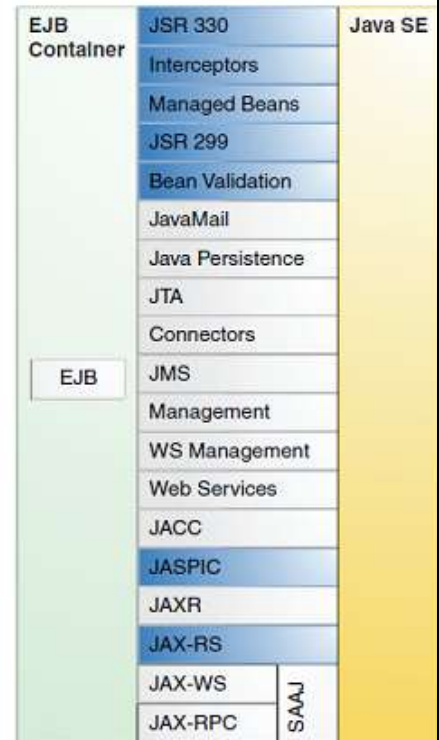 EJB
Container
EJB
JSR 330
Interceptors
Managed Beans
JSR 299
Bean Validation
JavaMail
Java Persistence
JTA
Connectors
JMS
Management
WS Management
Web Services
JACC
JASPIC
JAXR
JAX-RS
JAX-WS
JAX-RPC
SAAJ
Java SE